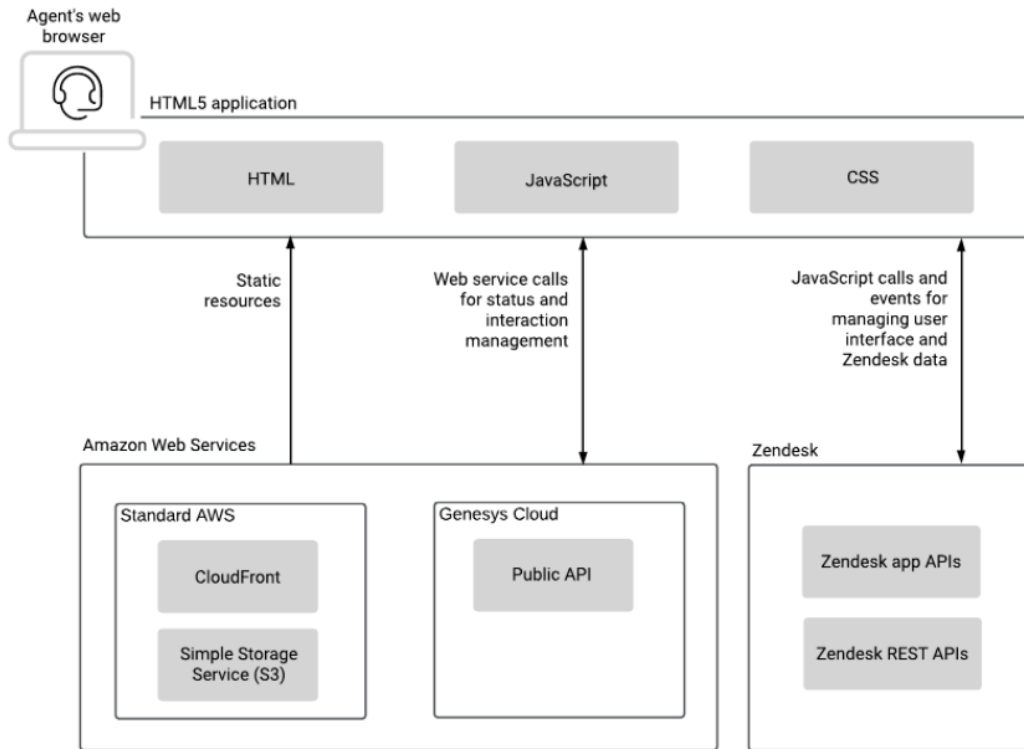 Agent's web
browser
HTML5 application
HTML
JavaScript
CSS
Static
resources
Web service calls
for status and
interaction
management
JavaScript calls and
events for
managing user
interface and
Zendesk data
Amazon Web Services
Standard AWS
CloudFront
Simple Storage
Service (S3)
Genesys Cloud
Public API
Zendesk
Zendesk app APIs
Zendesk REST APIs